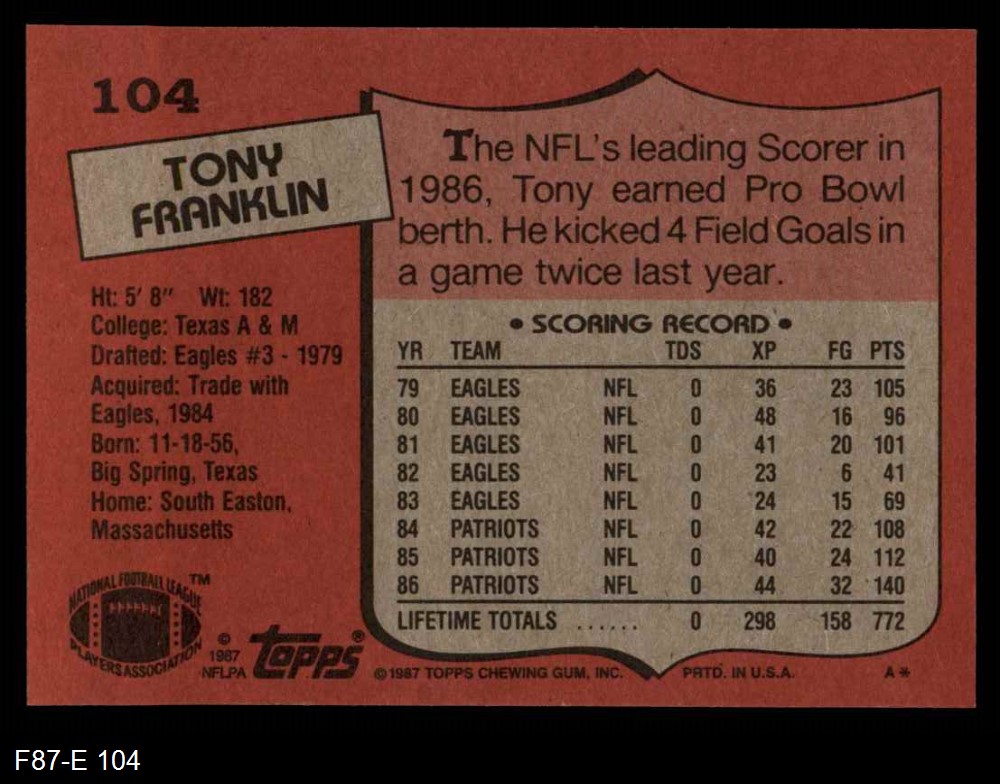 104
TONY
FRANKLIN
The NFL's leading Scorer in
1986, Tony earned Pro Bowl
berth. He kicked 4 Field Goals in
a game twice last year.
Ht: 5' 8" Wt: 182
College: Texas A & M
Drafted: Eagles #3 - 1979
Acquired: Trade with
Eagles, 1984
Born: 11-18-56,
Big Spring, Texas
Home: South Easton,
Massachusetts
• SCORING RECORD •
YR TEAM TDS XP FG PTS
79 EAGLES NFL 0 36 23 105
80 EAGLES NFL 0 48 16 96
81 EAGLES NFL 0 41 20 101
82 EAGLES NFL 0 23 6 41
83 EAGLES NFL 0 24 15 69
84 PATRIOTS NFL 0 42 22 108
85 PATRIOTS NFL 0 40 24 112
86 PATRIOTS NFL 0 44 32 140
LIFETIME TOTALS ...... 0 298 158 772
NATIONAL FOOTBALL LEAGUE ™
PLAYERS ASSOCIATION
©
1987
NFLPA
topps®
©1987 TOPPS CHEWING GUM, INC. PRTD. IN U.S.A. A*
F87-E 104